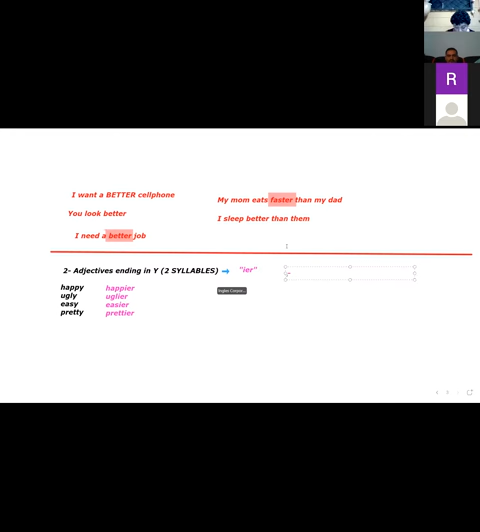 R
I want a BETTER cellphone
My mom eats faster than my dad
You look better
I sleep better than them
I need a better job
2- Adjectives ending in Y (2 SYLLABLES) "ier"
happy happier
ugly uglier
easy easier
pretty prettier